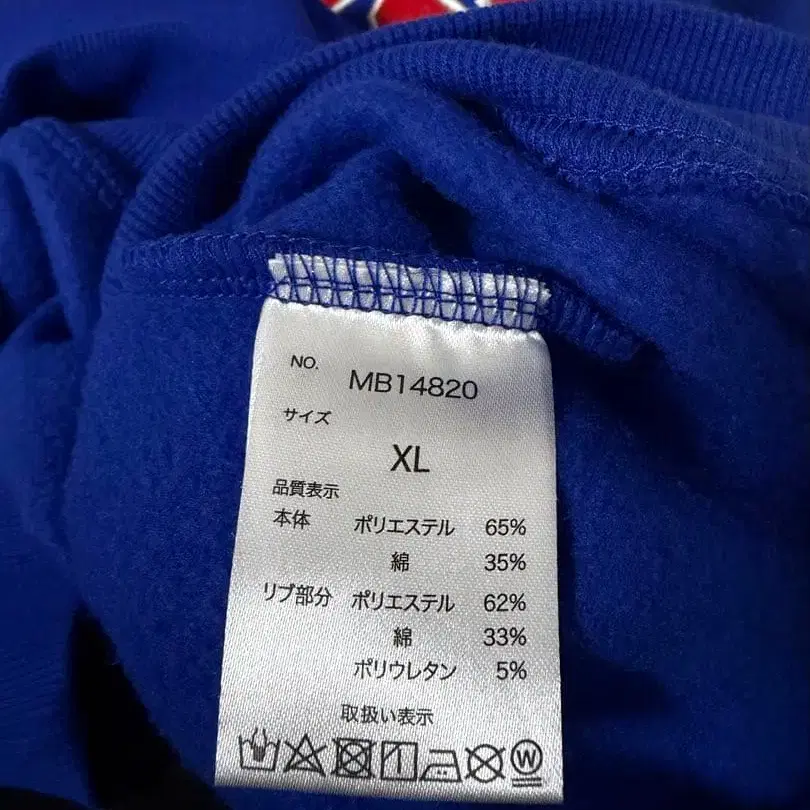 NO. MB14820
サイズ
XL
品質表示
本体 ポリエステル 65%
綿 35%
リブ部分 ポリエステル 62%
綿 33%
ポリウレタン 5%
取扱い表示
W